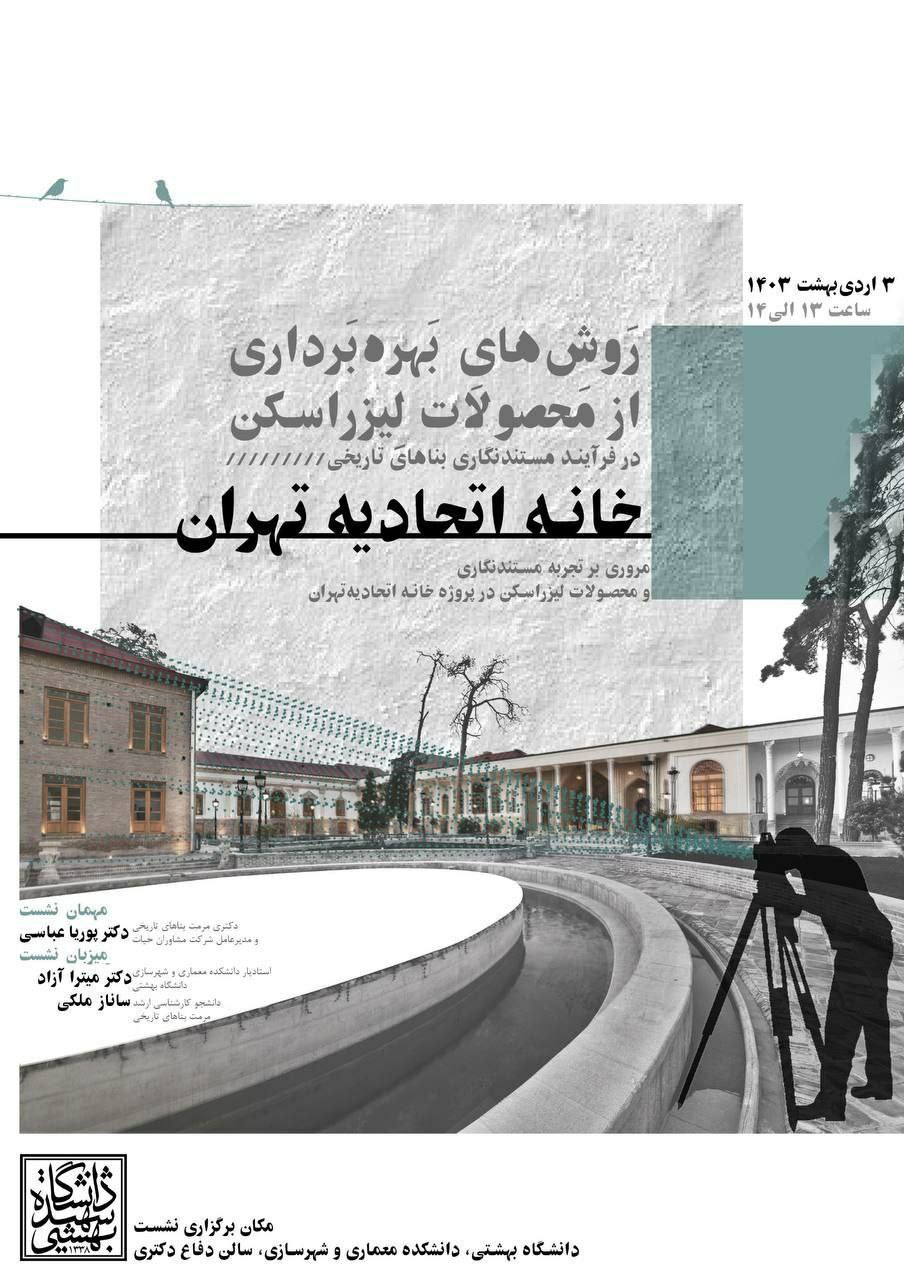 ۳ اردی‌بهشت ۱۴۰۳
ساعت ۱۳ الی ۱۴
رَوش‌های بَهره‌بَرداری
از مَحصولَات لیزراسکن
در فرآیند مستندنگاری بناهای تاریخی/////////
خانه اتحادیه تهران
مروری بر تجربه مستندنگاری
و محصولات لیزراسکن در پروژه خانه اتحادیه‌تهران
مهمان نشست
دکتر پوریا عباسی
دکتری مرمت بناهای تاریخی
و مدیرعامل شرکت مشاوران حیات
میزبان نشست
دکتر میترا آزاد
استادیار دانشکده معماری و شهرسازی
دانشگاه بهشتی
ساناز ملکی
دانشجو کارشناسی ارشد
مرمت بناهای تاریخی
دانشگاه
شهید
بهشتی
۱۳۳۸
مکان برگزاری نشست
دانشگاه بهشتی، دانشکده معماری و شهرسازی، سالن دفاع دکتری